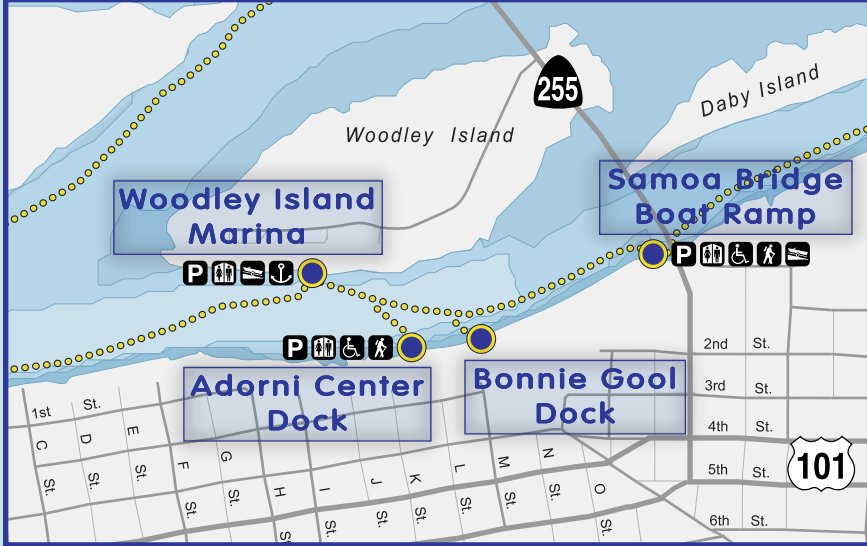 255
Daby Island
Woodley Island
Woodley Island
Marina
Samoa Bridge
Boat Ramp
P
P
P
Adorni Center
Dock
Bonnie Gool
Dock
2nd St.
3rd St.
4th St.
5th St.
6th St.
101
1st St.
C St.
D St.
E St.
F St.
G St.
H St.
I St.
J St.
K St.
L St.
M St.
N St.
O St.